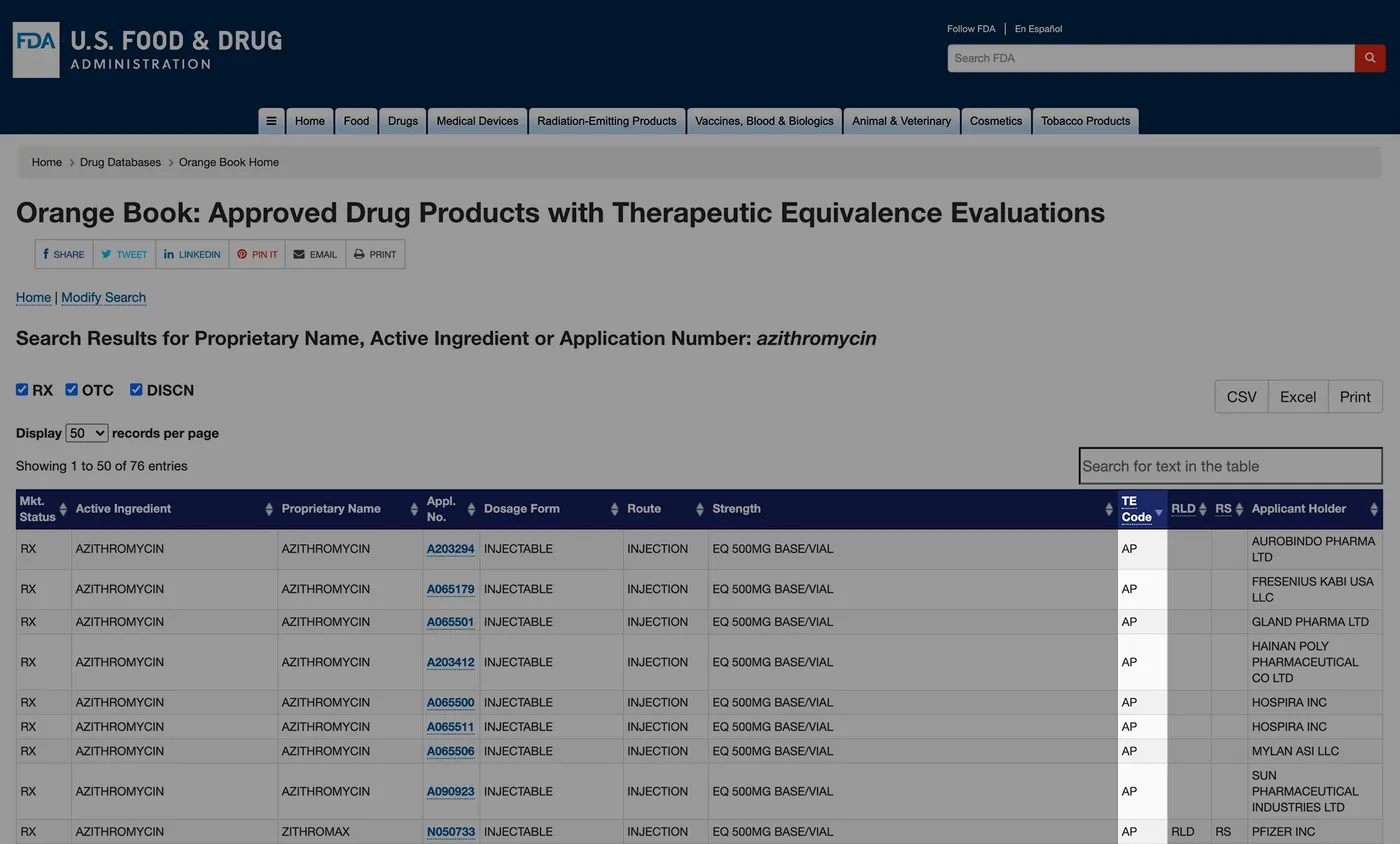 FDA U.S. FOOD & DRUG
ADMINISTRATION
Follow FDA | En Español
Search FDA
Home Food Drugs Medical Devices Radiation-Emitting Products Vaccines, Blood & Biologics Animal & Veterinary Cosmetics Tobacco Products
Home > Drug Databases > Orange Book Home
Orange Book: Approved Drug Products with Therapeutic Equivalence Evaluations
SHARE TWEET LINKEDIN PIN IT EMAIL PRINT
Home | Modify Search
Search Results for Proprietary Name, Active Ingredient or Application Number: azithromycin
RX OTC DISCN
CSV Excel Print
Display 50 records per page
Showing 1 to 50 of 76 entries
Search for text in the table
Mkt. Status Active Ingredient Proprietary Name Appl. No. Dosage Form Route Strength TE Code RLD RS Applicant Holder
RX AZITHROMYCIN AZITHROMYCIN A203294 INJECTABLE INJECTION EQ 500MG BASE/VIAL AP AUROBINDO PHARMA LTD
RX AZITHROMYCIN AZITHROMYCIN A065179 INJECTABLE INJECTION EQ 500MG BASE/VIAL AP FRESENIUS KABI USA LLC
RX AZITHROMYCIN AZITHROMYCIN A065501 INJECTABLE INJECTION EQ 500MG BASE/VIAL AP GLAND PHARMA LTD
RX AZITHROMYCIN AZITHROMYCIN A203412 INJECTABLE INJECTION EQ 500MG BASE/VIAL AP HAINAN POLY PHARMACEUTICAL CO LTD
RX AZITHROMYCIN AZITHROMYCIN A065500 INJECTABLE INJECTION EQ 500MG BASE/VIAL AP HOSPIRA INC
RX AZITHROMYCIN AZITHROMYCIN A065511 INJECTABLE INJECTION EQ 500MG BASE/VIAL AP HOSPIRA INC
RX AZITHROMYCIN AZITHROMYCIN A065506 INJECTABLE INJECTION EQ 500MG BASE/VIAL AP MYLAN ASI LLC
RX AZITHROMYCIN AZITHROMYCIN A090923 INJECTABLE INJECTION EQ 500MG BASE/VIAL AP SUN PHARMACEUTICAL INDUSTRIES LTD
RX AZITHROMYCIN ZITHROMAX N050733 INJECTABLE INJECTION EQ 500MG BASE/VIAL AP RLD RS PFIZER INC